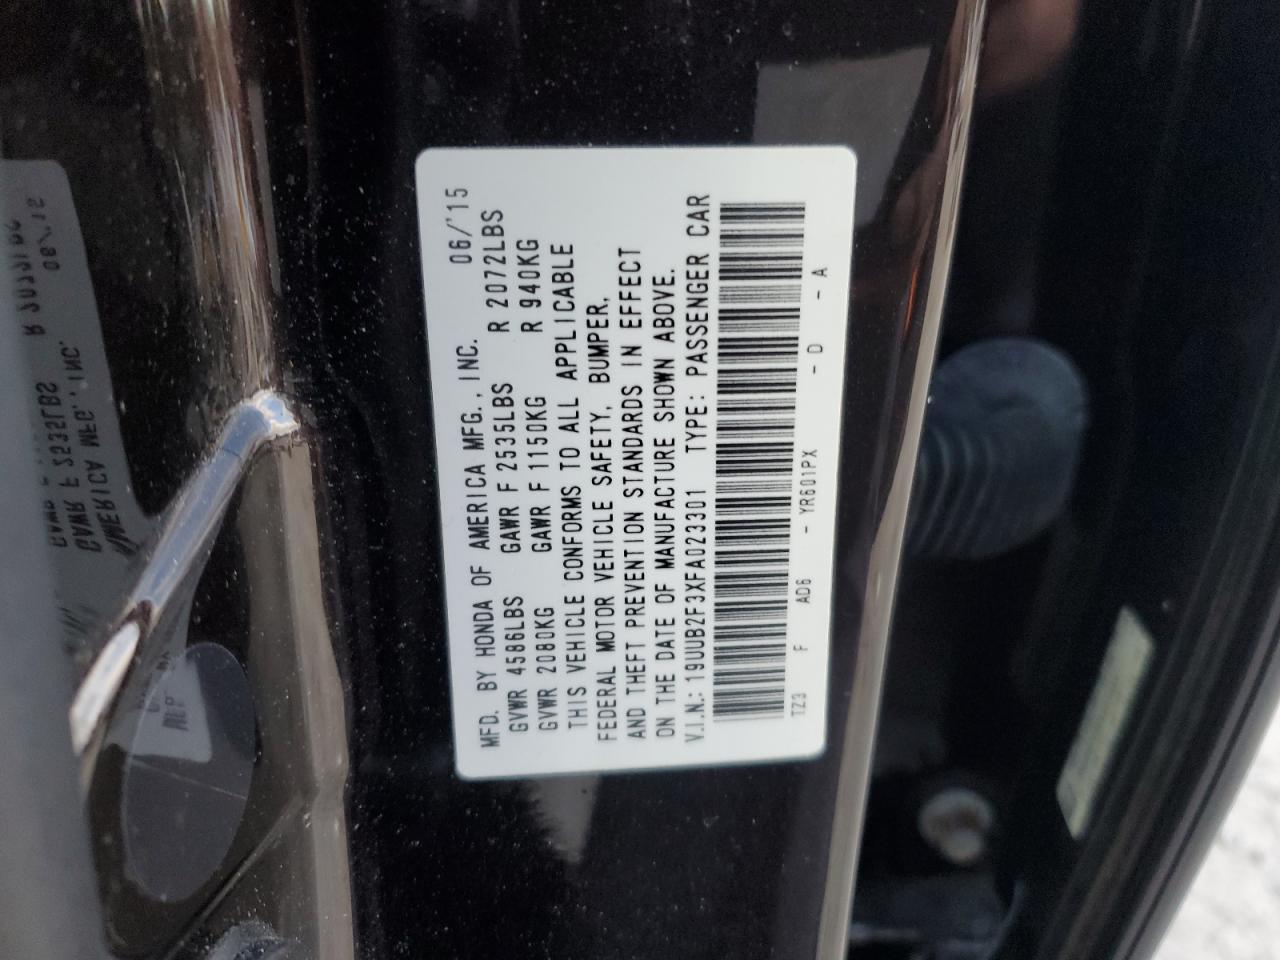 MFD. BY HONDA OF AMERICA MFG., INC. 06/'15
GVWR 4586LBS GAWR F 2535LBS R 2072LBS
GVWR 2080KG GAWR F 1150KG R 940KG
THIS VEHICLE CONFORMS TO ALL APPLICABLE
FEDERAL MOTOR VEHICLE SAFETY, BUMPER,
AND THEFT PREVENTION STANDARDS IN EFFECT
ON THE DATE OF MANUFACTURE SHOWN ABOVE.
V.I.N.: 19UUB2F3XFA023301 TYPE: PASSENGER CAR
TZ3 F AD6 - YR601PX - D - A